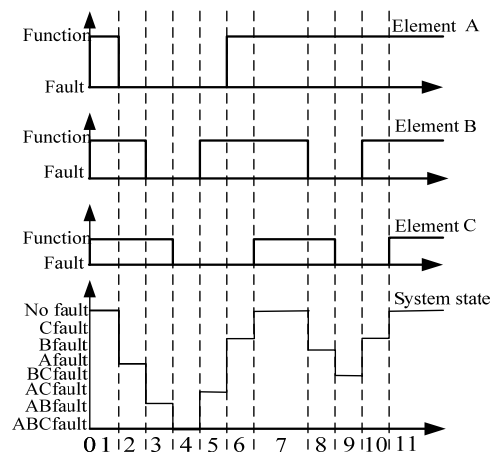 Function
Element A
Fault
Function
Element B
Fault
Function
Element C
Fault
System state
No fault
Cfault
Bfault
Afault
BCfault
ACfault
ABfault
ABCfault
0 1 2 3 4 5 6 7 8 9 10 11